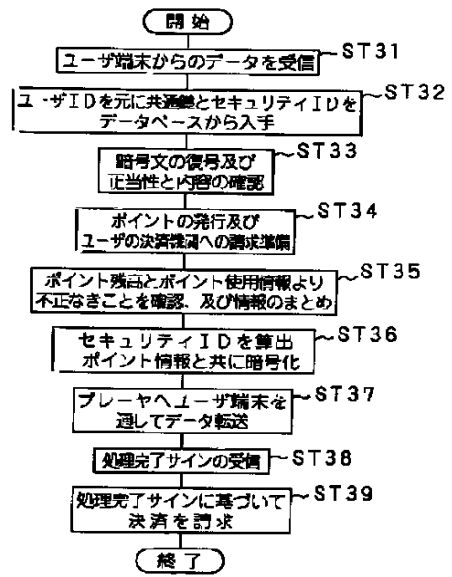 開始
ユーザ端末からのデータを受信
ST31
ユーザIDを元に共通鍵とセキュリティIDを
データベースから入手
ST32
暗号文の復号及び
正当性と内容の確認
ST33
ポイントの発行及び
ユーザの決済機関への請求準備
ST34
ポイント残高とポイント使用情報より
不正なきことを確認、及び情報のまとめ
ST35
セキュリティIDを算出
ポイント情報と共に暗号化
ST36
プレーヤへユーザ端末を
通してデータ転送
ST37
処理完了サインの受信
ST38
処理完了サインに基づいて
決済を請求
ST39
終了